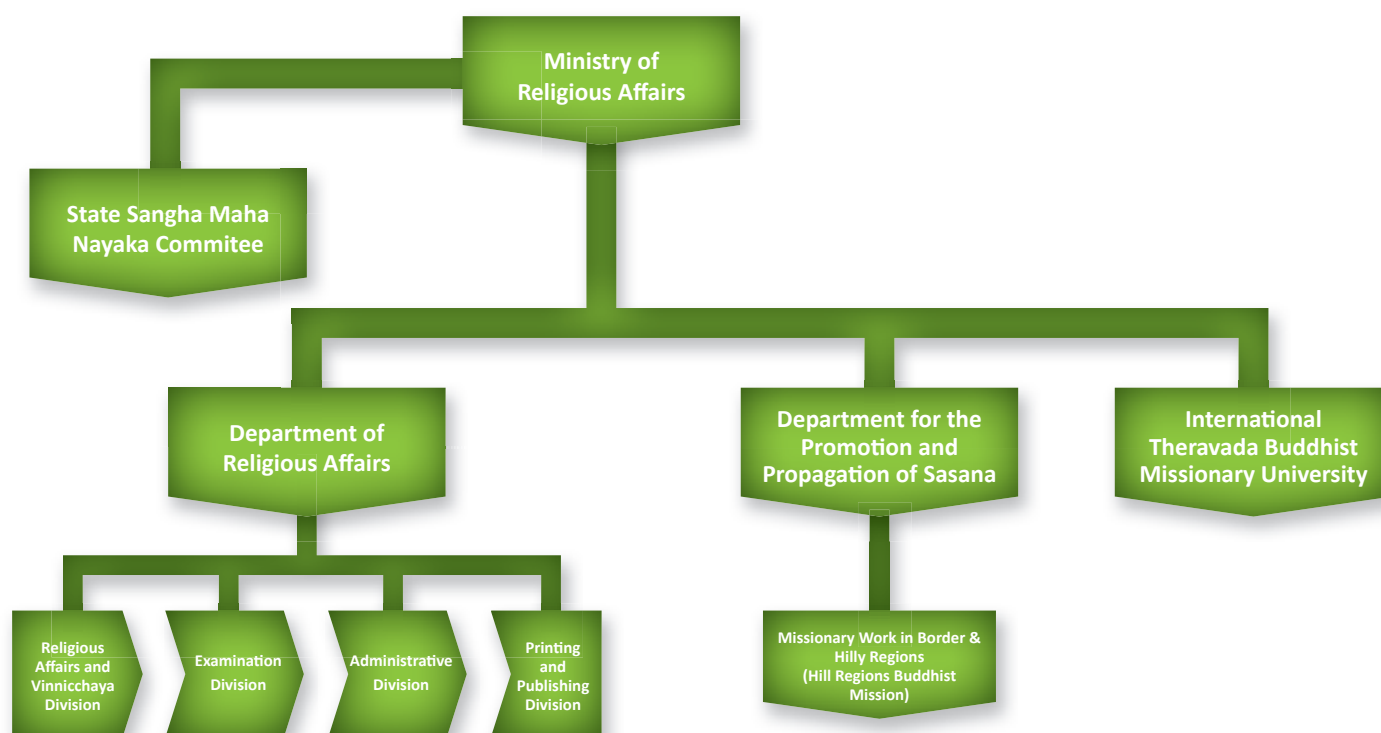 Ministry of
Religious Affairs
State Sangha Maha
Nayaka Commitee
Department of
Religious Affairs
Department for the
Promotion and
Propagation of Sasana
International
Theravada Buddhist
Missionary University
Religious
Affairs and
Vinnicchaya
Division
Examination
Division
Administrative
Division
Printing
and
Publishing
Division
Missionary Work in Border &
Hilly Regions
(Hill Regions Buddhist
Mission)